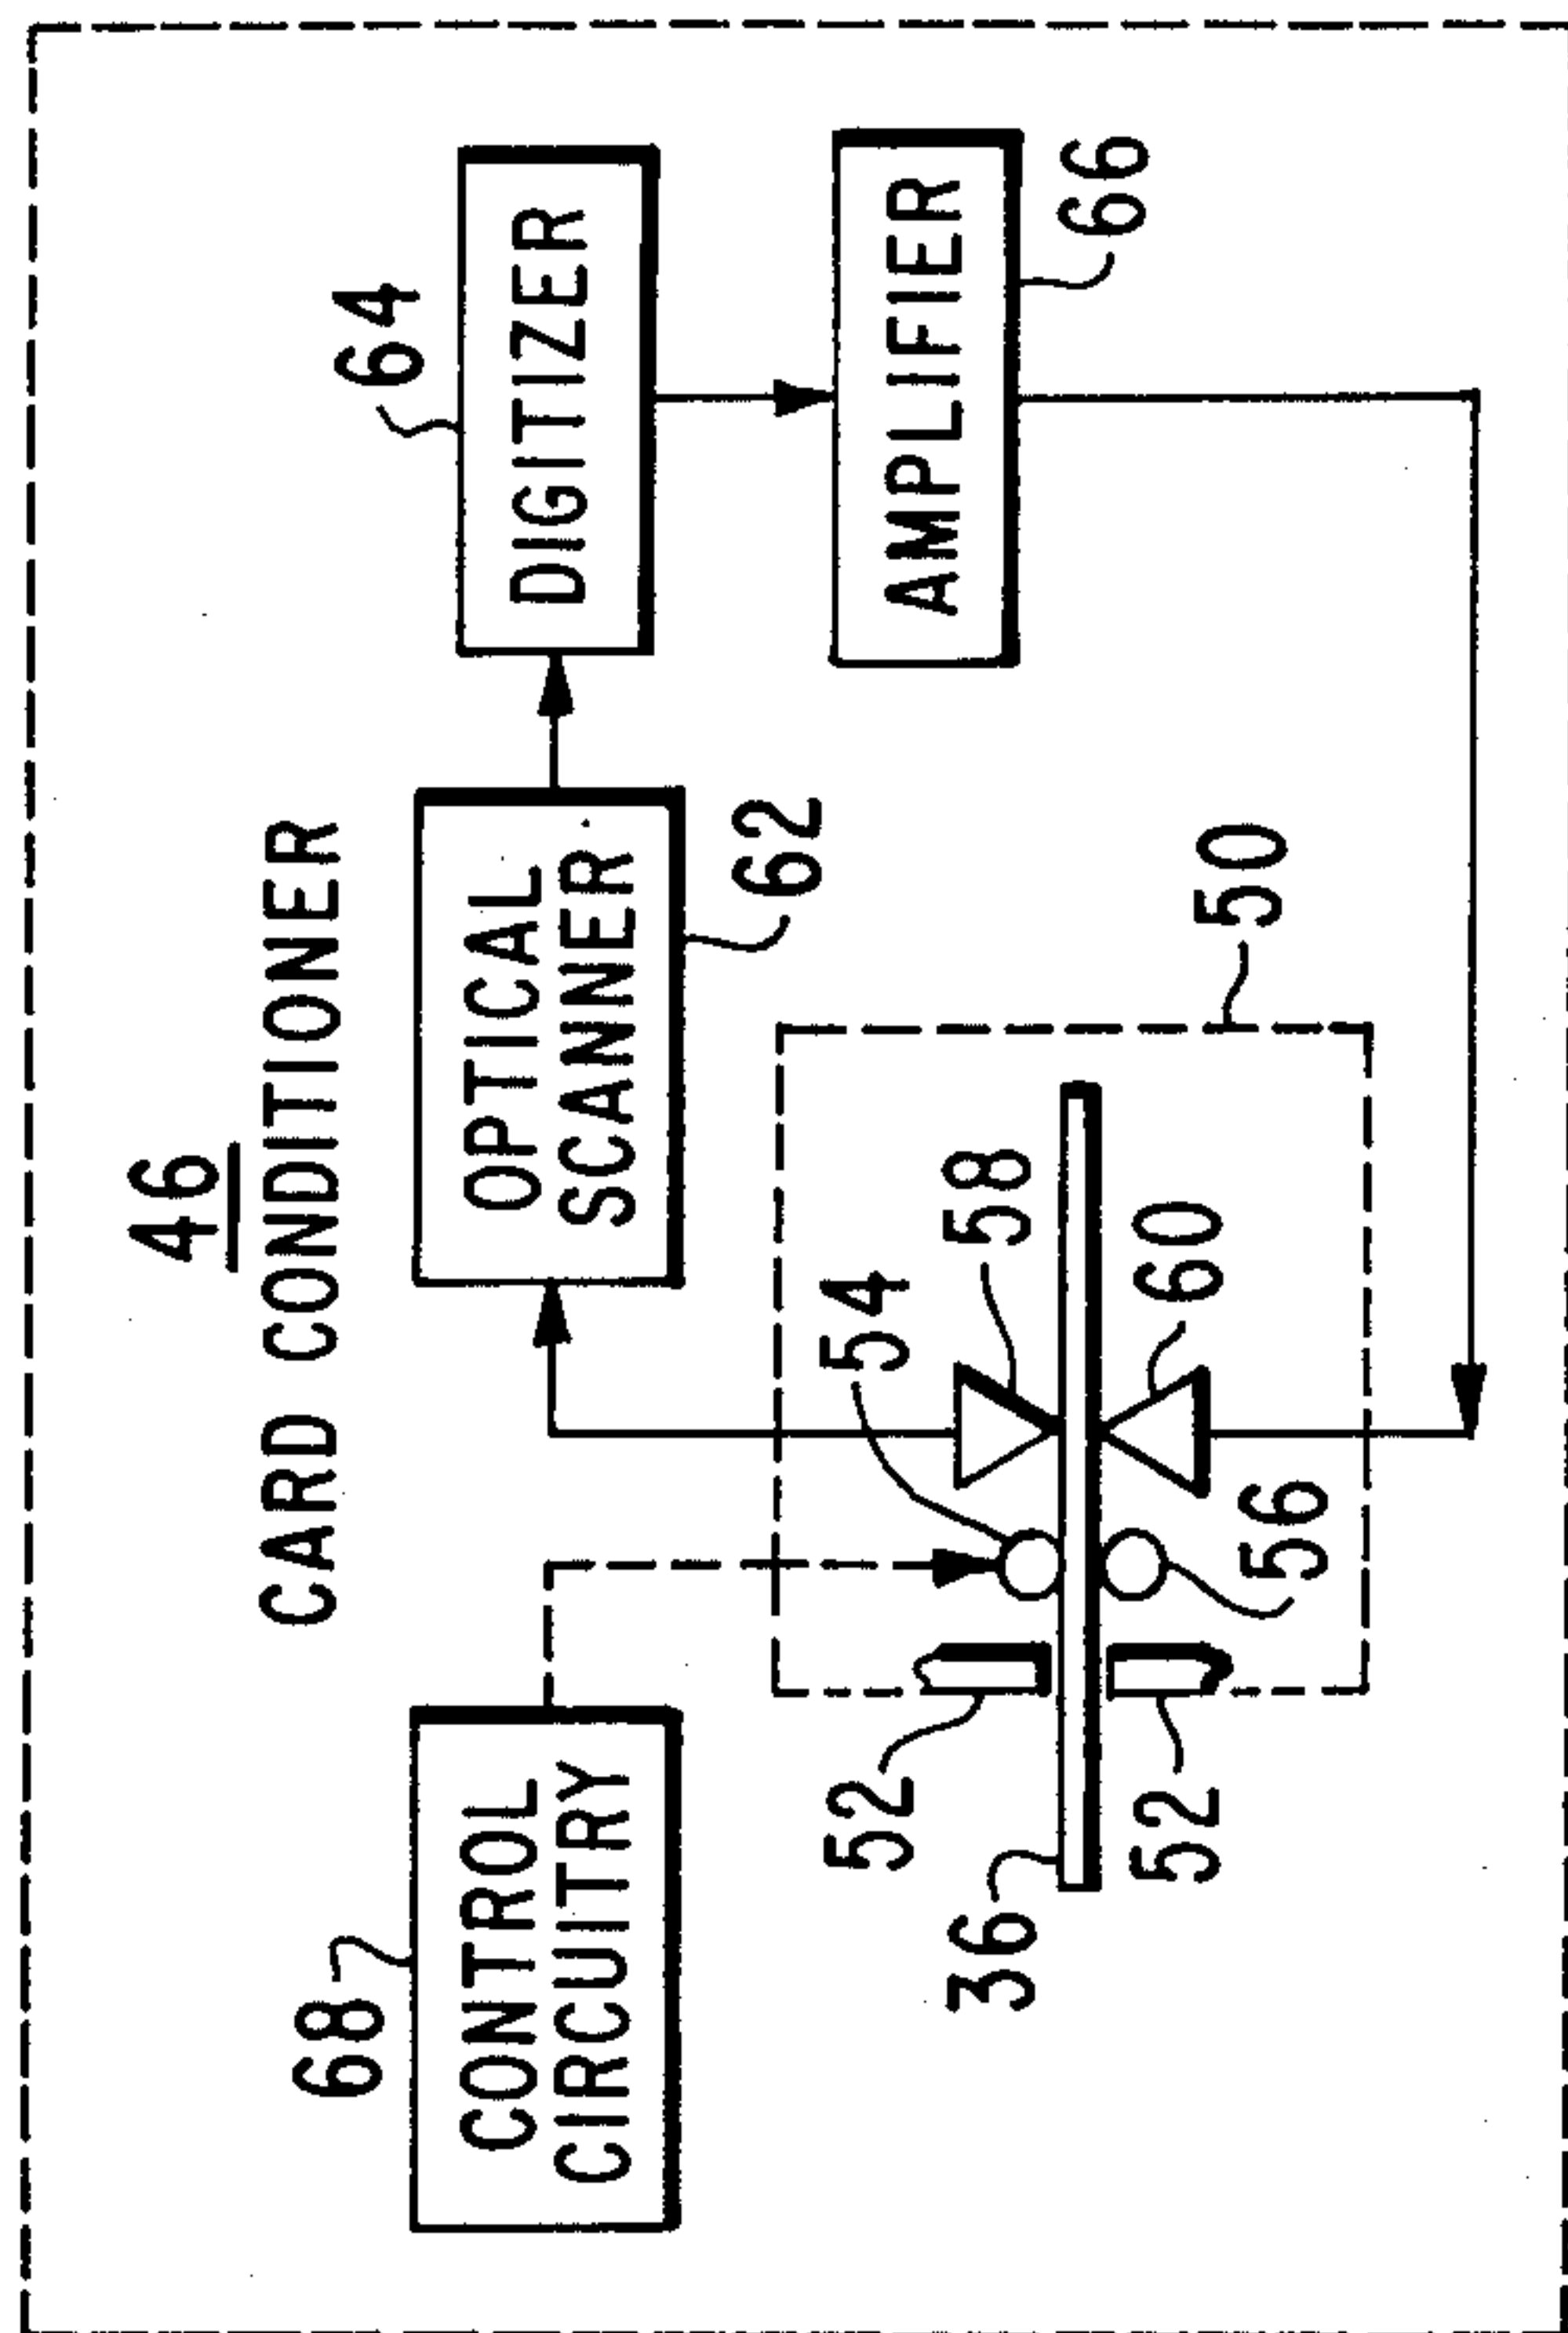 46
CARD CONDITIONER
68
CONTROL
CIRCUITRY
OPTICAL
SCANNER
62
64
DIGITIZER
AMPLIFIER
66
54
58
50
52
36
52
56
60